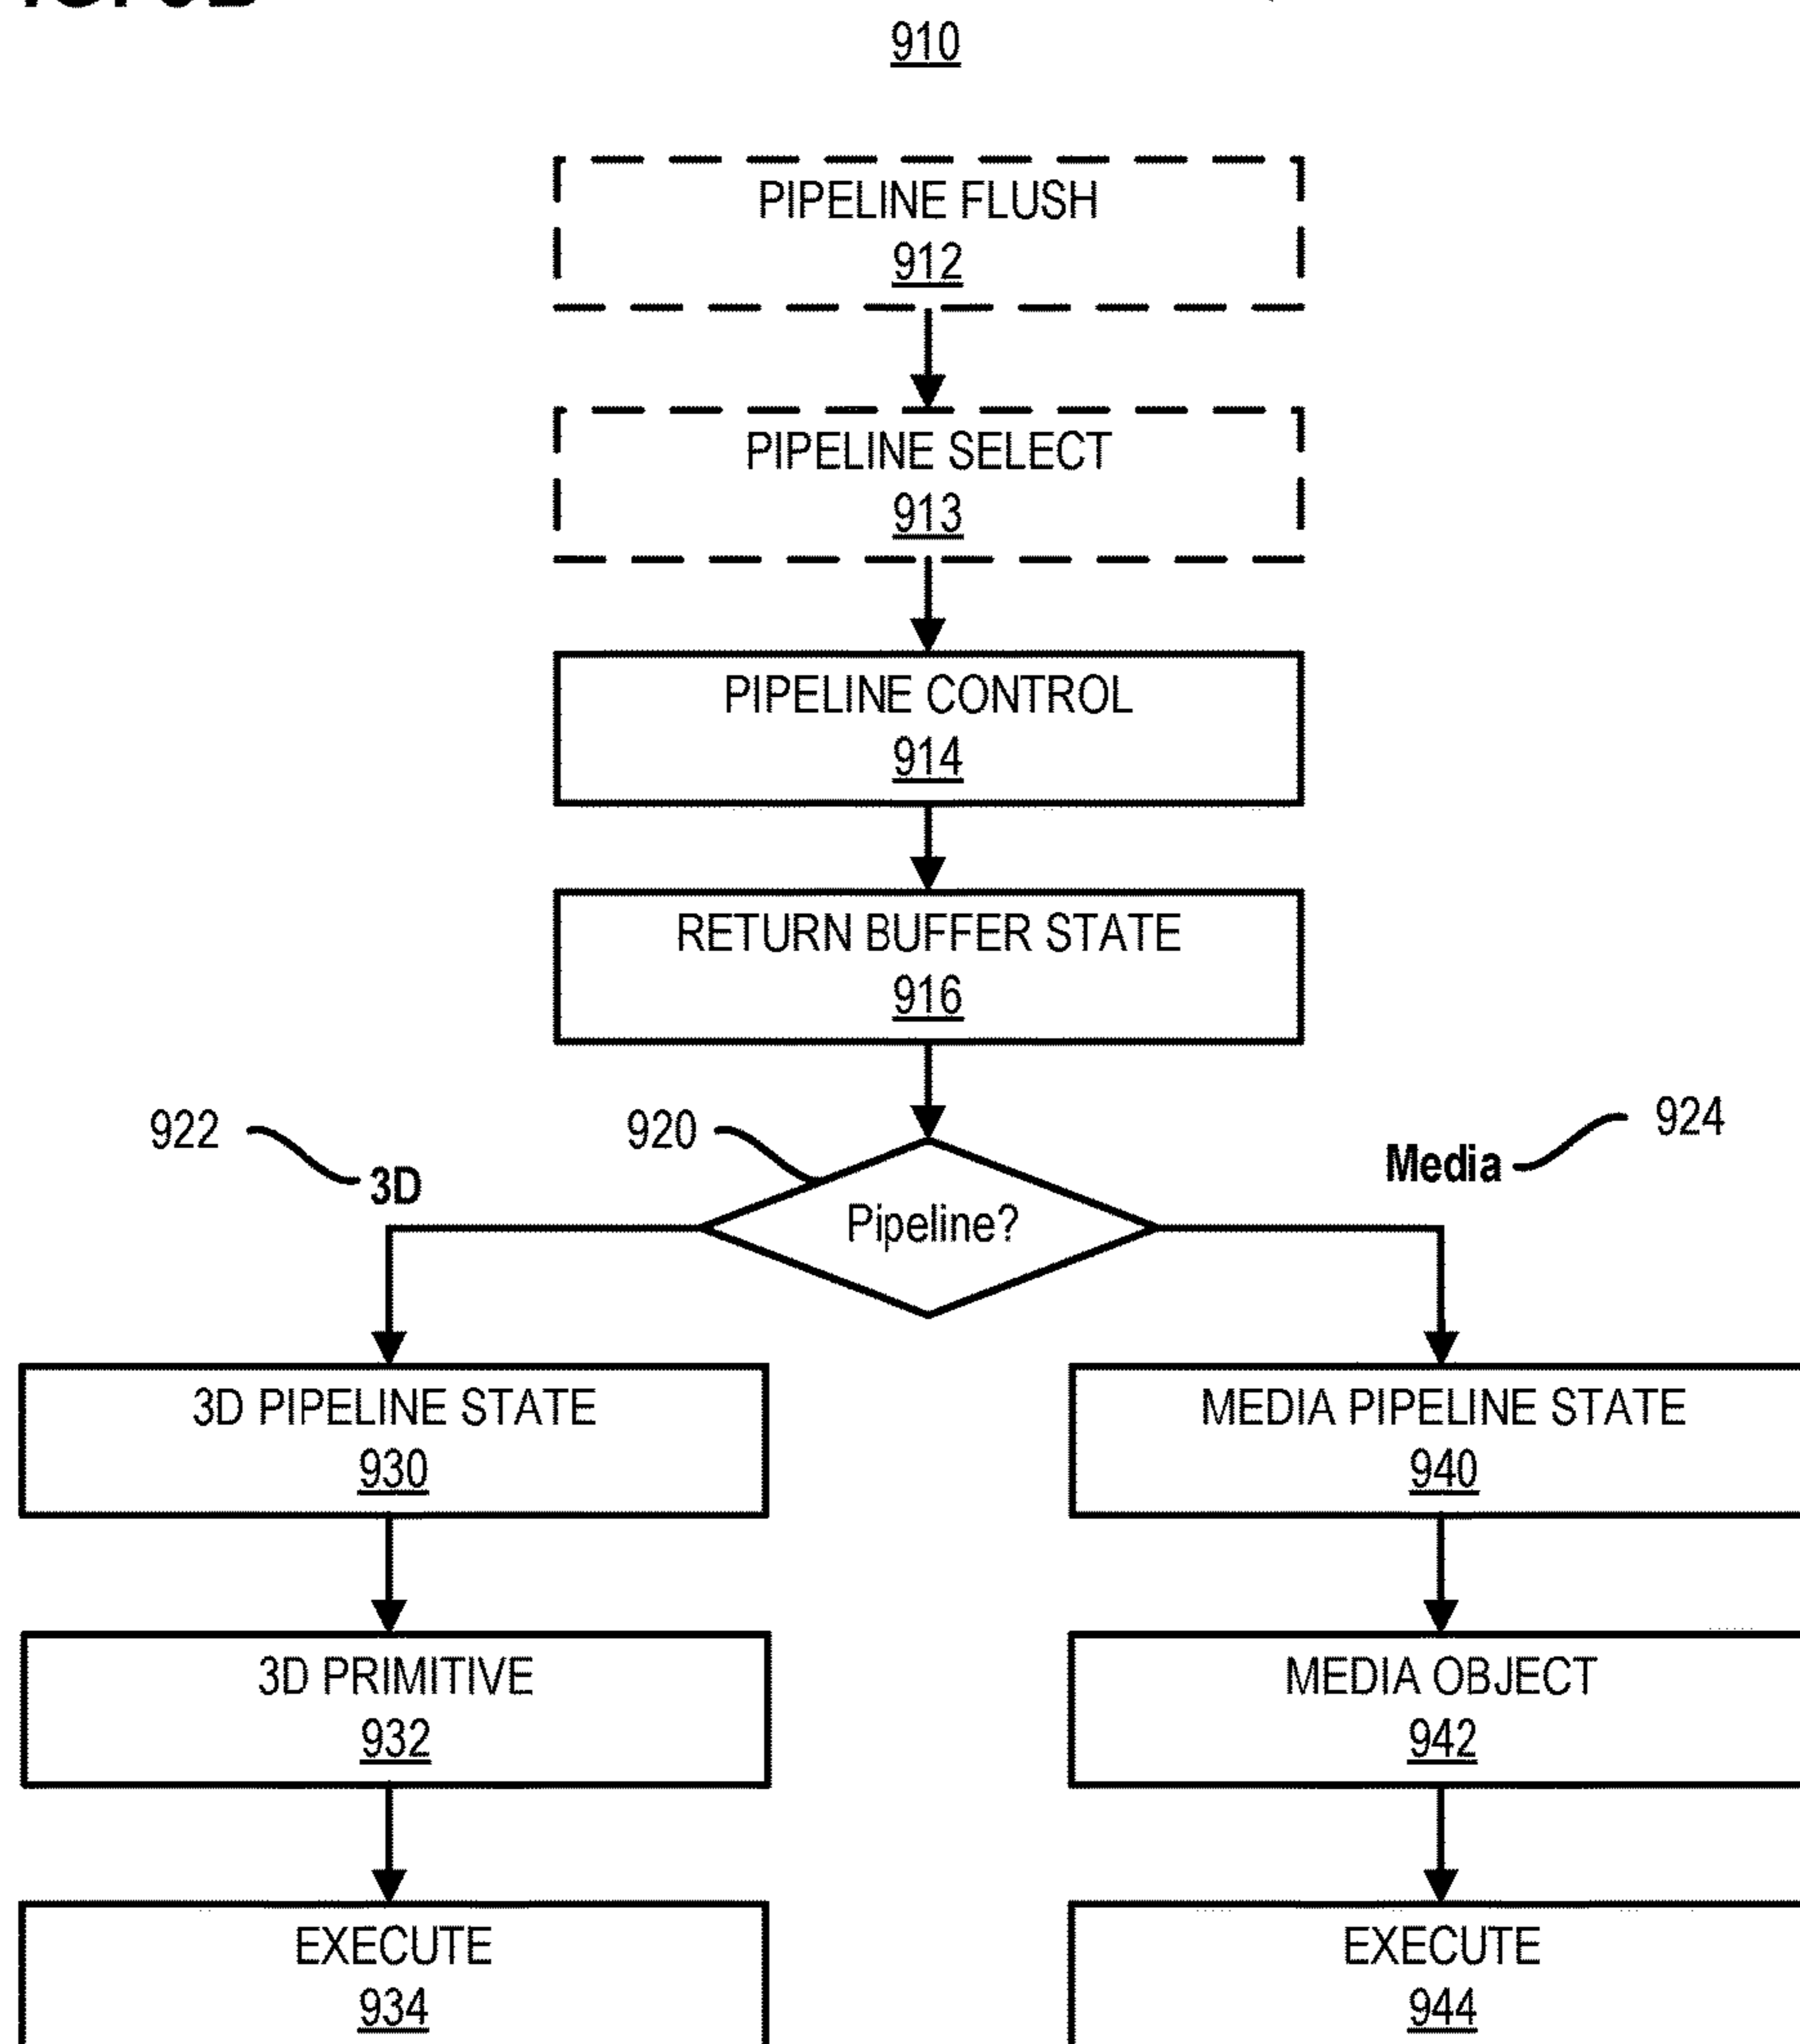 910
PIPELINE FLUSH
912
PIPELINE SELECT
913
PIPELINE CONTROL
914
RETURN BUFFER STATE
916
922
920
924
3D
Media
Pipeline?
3D PIPELINE STATE
930
MEDIA PIPELINE STATE
940
3D PRIMITIVE
932
MEDIA OBJECT
942
EXECUTE
934
EXECUTE
944